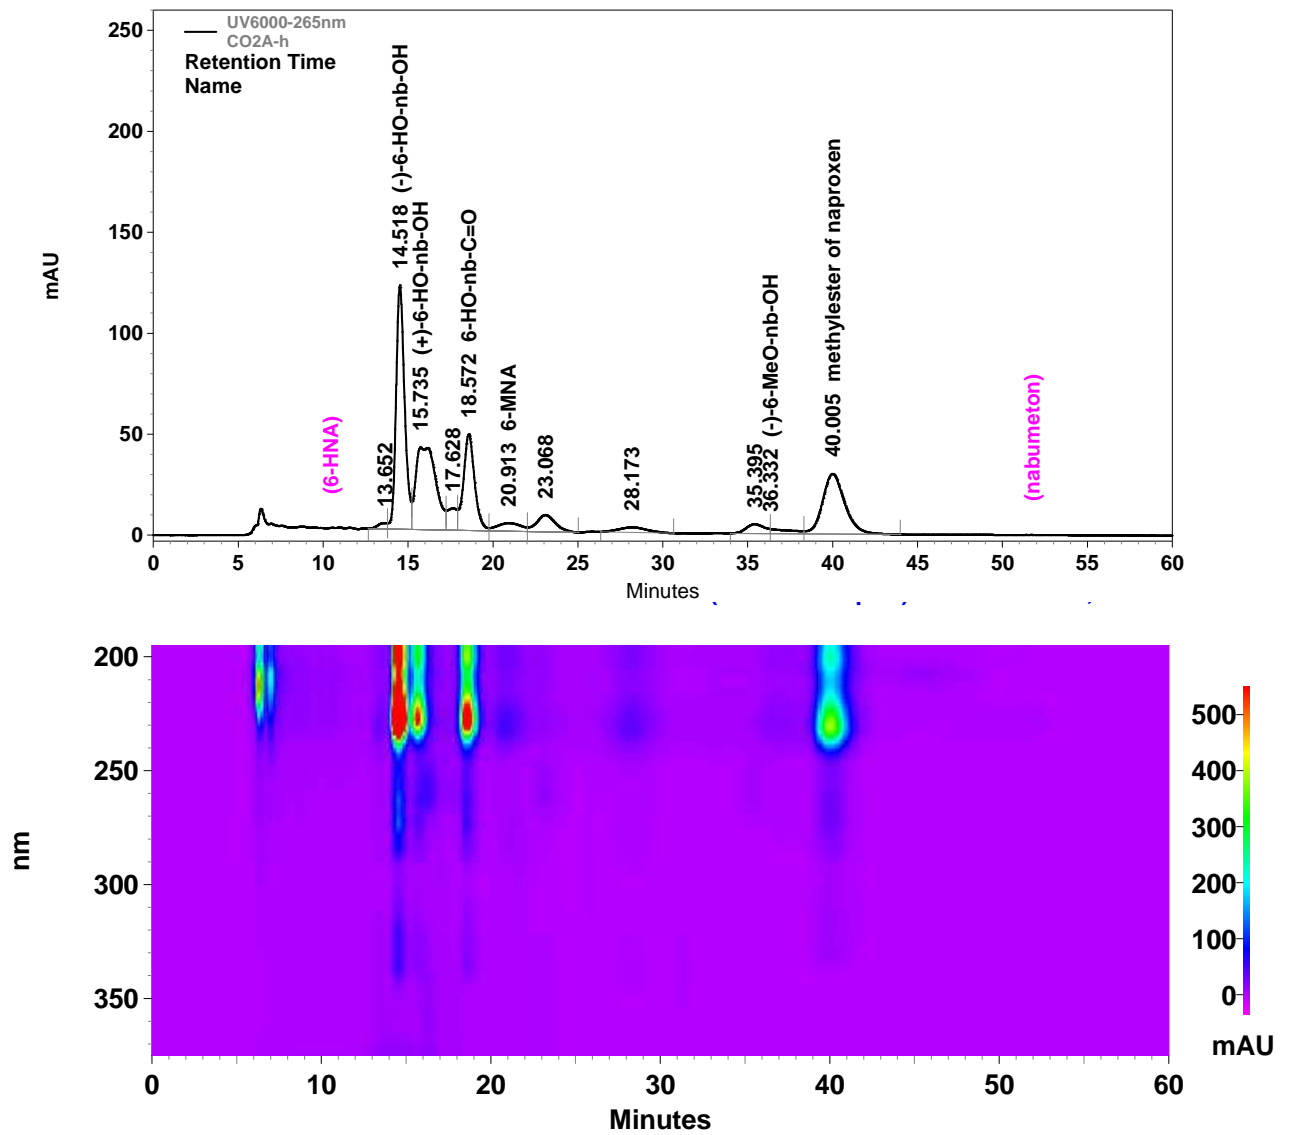 UV6000-265nm
CO2A-h
Retention Time
Name
mAU
250
200
150
100
50
0
(6-HNA)
13.652
14.518 (-)-6-HO-nb-OH
15.735 (+)-6-HO-nb-OH
17.628
18.572 6-HO-nb-C=O
20.913 6-MNA
23.068
28.173
35.395
36.332 (-)-6-MeO-nb-OH
40.005 methylester of naproxen
(nabumeton)
0 5 10 15 20 25 30 35 40 45 50 55 60
Minutes
nm
200
250
300
350
0 10 20 30 40 50 60
Minutes
500
400
300
200
100
0
mAU